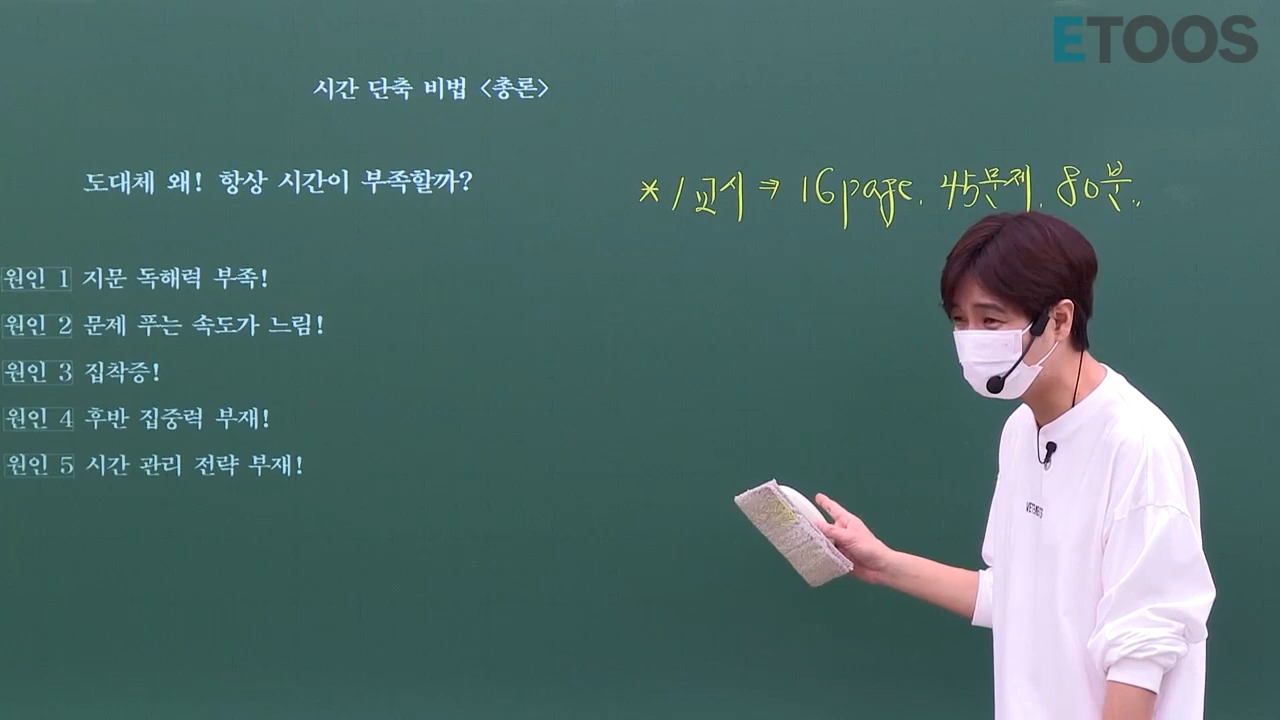 ETOOS
시간 단축 비법 <총론>
도대체 왜! 항상 시간이 부족할까?
* 1교시 ⇒ 16page. 45문제. 80분..
원인 1 지문 독해력 부족!
원인 2 문제 푸는 속도가 느림!
원인 3 집착증!
원인 4 후반 집중력 부재!
원인 5 시간 관리 전략 부재!